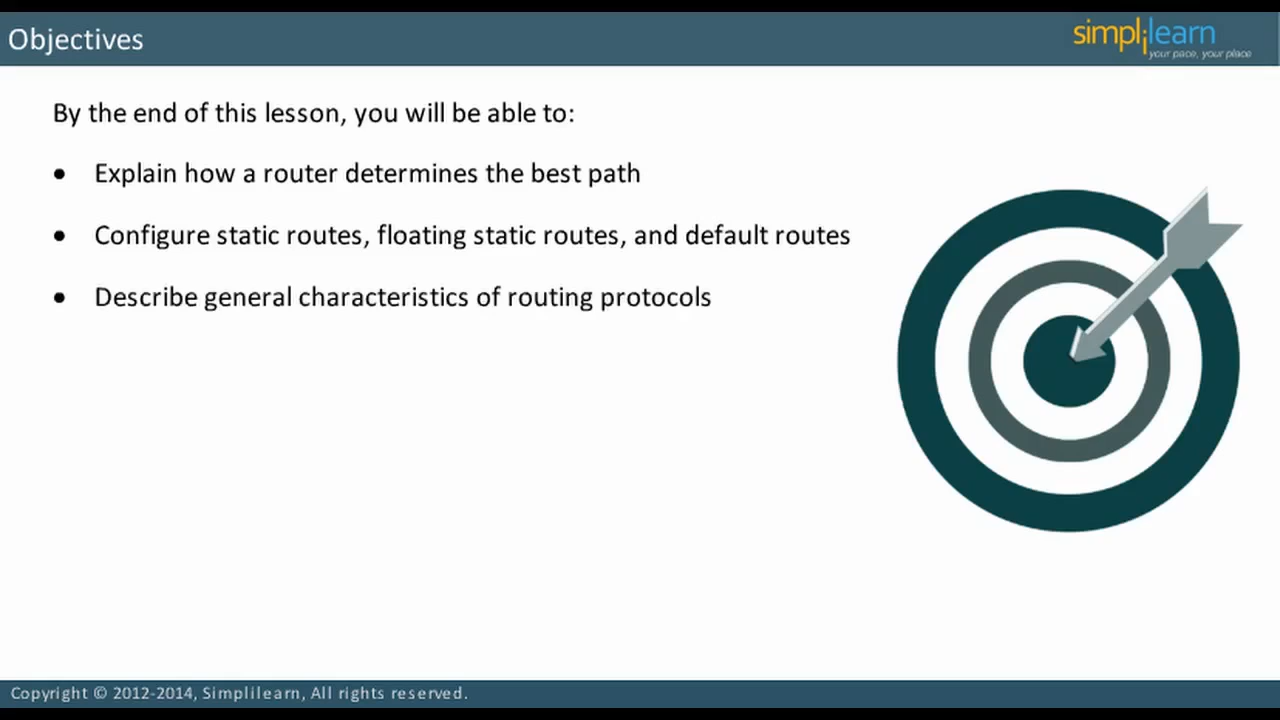 Objectives
simplilearn
your pace, your place
By the end of this lesson, you will be able to:
• Explain how a router determines the best path
• Configure static routes, floating static routes, and default routes
• Describe general characteristics of routing protocols
Copyright © 2012-2014, Simplilearn, All rights reserved.